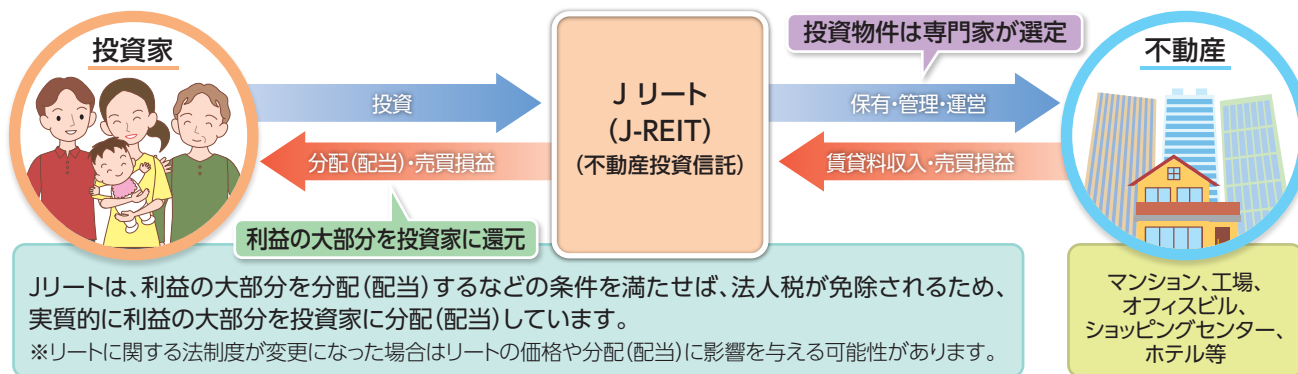 投資家
投資
分配(配当)・売買損益
利益の大部分を投資家に還元
Jリート
(J-REIT)
(不動産投資信託)
投資物件は専門家が選定
保有・管理・運営
賃貸料収入・売買損益
不動産
マンション、工場、
オフィスビル、
ショッピングセンター、
ホテル等
Jリートは、利益の大部分を分配(配当)するなどの条件を満たせば、法人税が免除されるため、
実質的に利益の大部分を投資家に分配(配当)しています。
※リートに関する法制度が変更になった場合はリートの価格や分配(配当)に影響を与える可能性があります。